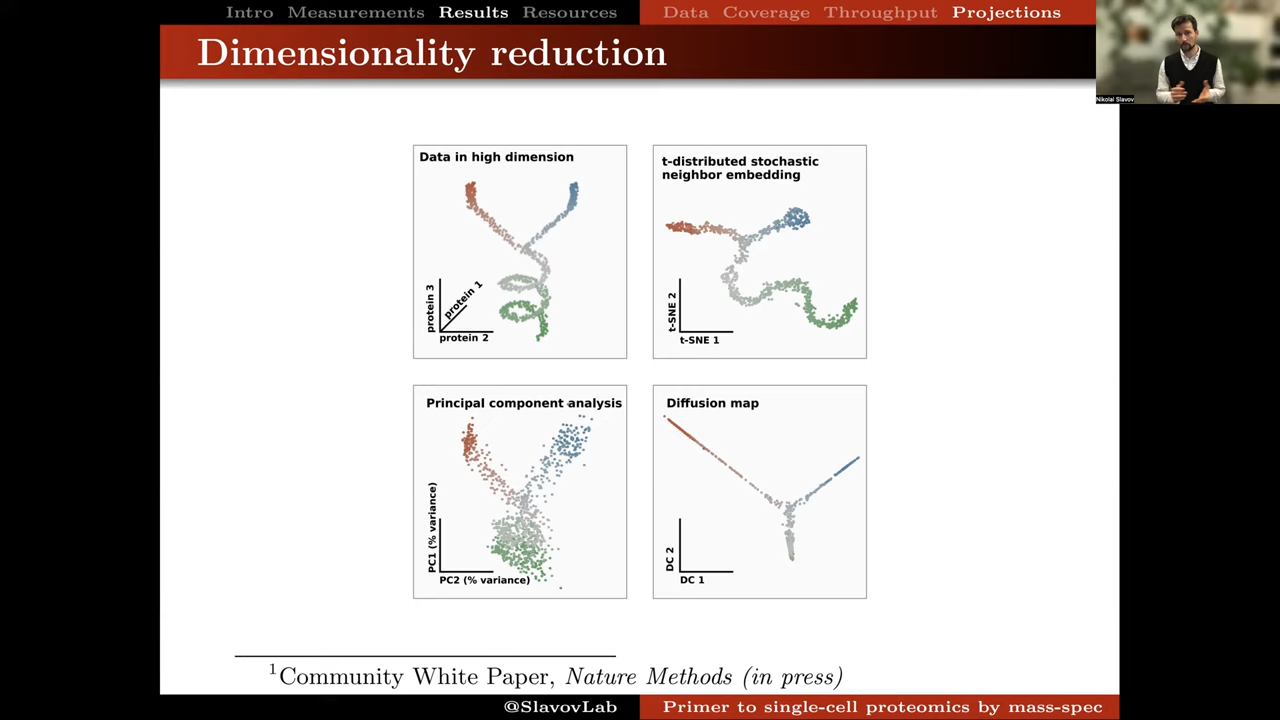 Intro Measurements Results Resources Data Coverage Throughput Projections
Dimensionality reduction
Nikolai Slavov
Data in high dimension
protein 3
protein 1
protein 2
t-distributed stochastic
neighbor embedding
t-SNE 2
t-SNE 1
Principal component analysis
PC1 (% variance)
PC2 (% variance)
Diffusion map
DC 2
DC 1
1Community White Paper, Nature Methods (in press)
@SlavovLab Primer to single-cell proteomics by mass-spec